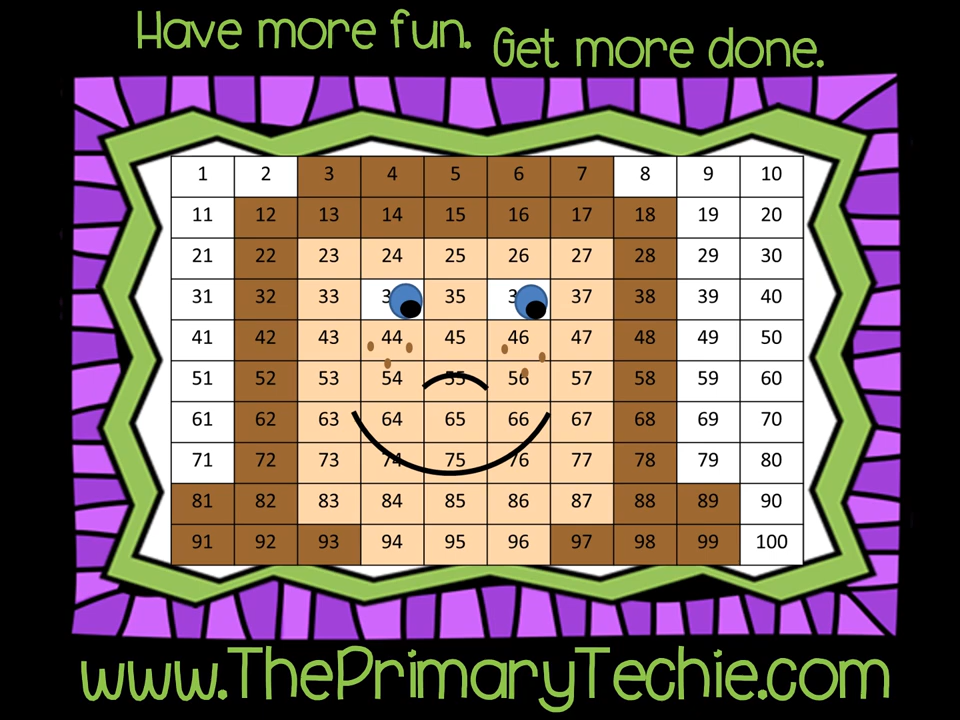 Have more fun. Get more done.
1 2 3 4 5 6 7 8 9 10
11 12 13 14 15 16 17 18 19 20
21 22 23 24 25 26 27 28 29 30
31 32 33 3 35 3 37 38 39 40
41 42 43 44 45 46 47 48 49 50
51 52 53 54 55 56 57 58 59 60
61 62 63 64 65 66 67 68 69 70
71 72 73 74 75 76 77 78 79 80
81 82 83 84 85 86 87 88 89 90
91 92 93 94 95 96 97 98 99 100
www.ThePrimaryTechie.com